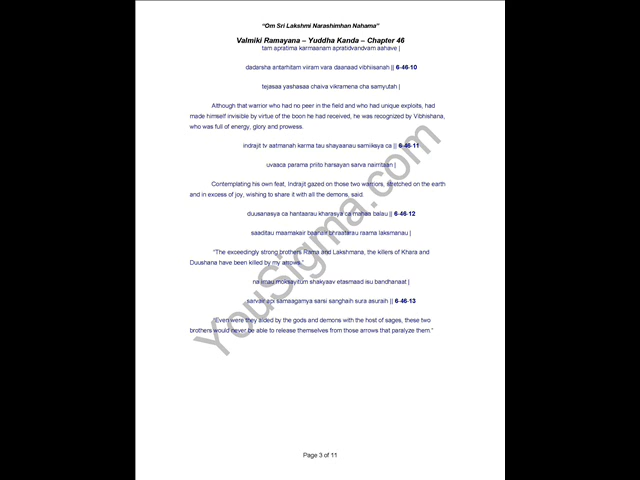 “Om Sri Lakshmi Narashimhan Nahama”
Valmiki Ramayana – Yuddha Kanda – Chapter 46
tam apratima karmaanam apratidvandvam aahave |
dadarsha antarhitam viiram vara daanaad vibhiisanah || 6-46-10
tejasaa yashasaa chaiva vikramena cha samyutah |
Although that warrior who had no peer in the field and who had unique exploits, had
made himself invisible by virtue of the boon he had received, he was recognized by Vibhishana,
who was full of energy, glory and prowess.
indrajit tv aatmanah karma tau shayaanau samiiksya ca || 6-46-11
uvaaca parama priito harsayan sarva nairritaan |
Contemplating his own feat, Indrajit gazed on those two warriors, stretched on the earth
and in excess of joy, wishing to share it with all the demons, said.
duusanasya ca hantaarau kharasya ca mahaa balau || 6-46-12
saaditau maamakair baanair bhraatarau raama laksmanau |
“The exceedingly strong brothers Rama and Lakshmana, the killers of Khara and
Duushana have been killed by my arrows.”
na imau moksayitum shakyaav etasmaad isu bandhanaat |
sarvair api samaagamya sarsi sanghaih sura asuraih || 6-46-13
“Even were they aided by the gods and demons with the host of sages, these two
brothers would never be able to release themselves from those arrows that paralyze them.”
YouSigma.com
Page 3 of 11